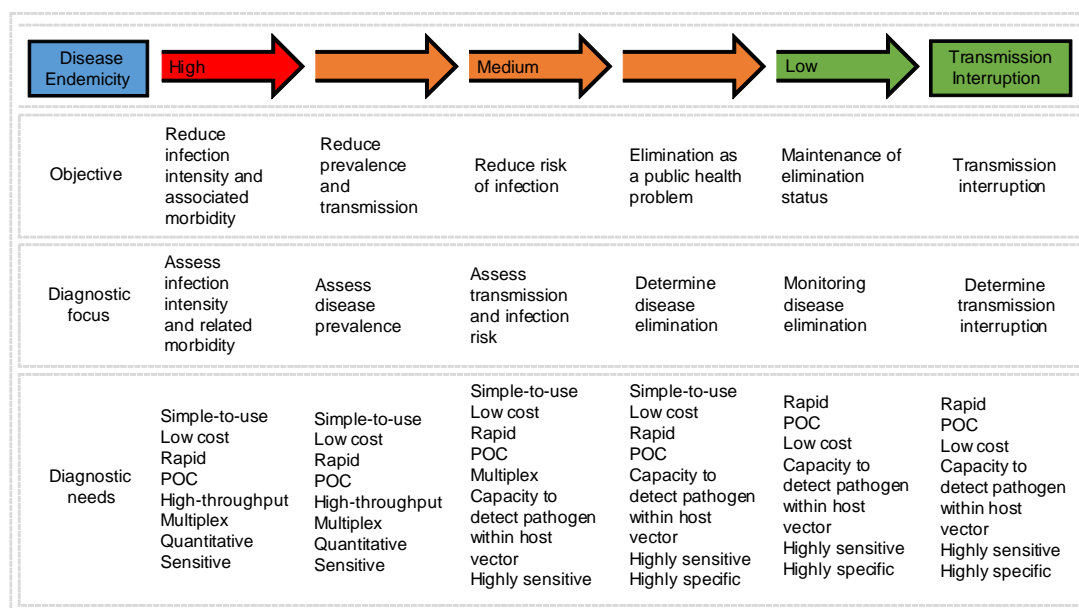 Disease
Endemicity
High
Medium
Low
Transmission
Interruption
Objective
Reduce
infection
intensity and
associated
morbidity
Reduce
prevalence
and
transmission
Reduce risk
of infection
Elimination as
a public health
problem
Maintenance of
elimination
status
Transmission
interruption
Diagnostic
focus
Assess
infection
intensity
and related
morbidity
Assess
disease
prevalence
Assess
transmission
and infection
risk
Determine
disease
elimination
Monitoring
disease
elimination
Determine
transmission
interruption
Diagnostic
needs
Simple-to-use
Low cost
Rapid
POC
High-throughput
Multiplex
Quantitative
Sensitive
Simple-to-use
Low cost
Rapid
POC
High-throughput
Multiplex
Quantitative
Sensitive
Simple-to-use
Low cost
Rapid
POC
Multiplex
Capacity to
detect pathogen
within host
vector
Highly sensitive
Simple-to-use
Low cost
Rapid
POC
Capacity to
detect pathogen
within host
vector
Highly sensitive
Highly specific
Rapid
POC
Low cost
Capacity to
detect pathogen
within host
vector
Highly sensitive
Highly specific
Rapid
POC
Low cost
Capacity to
detect pathogen
within host
vector
Highly sensitive
Highly specific